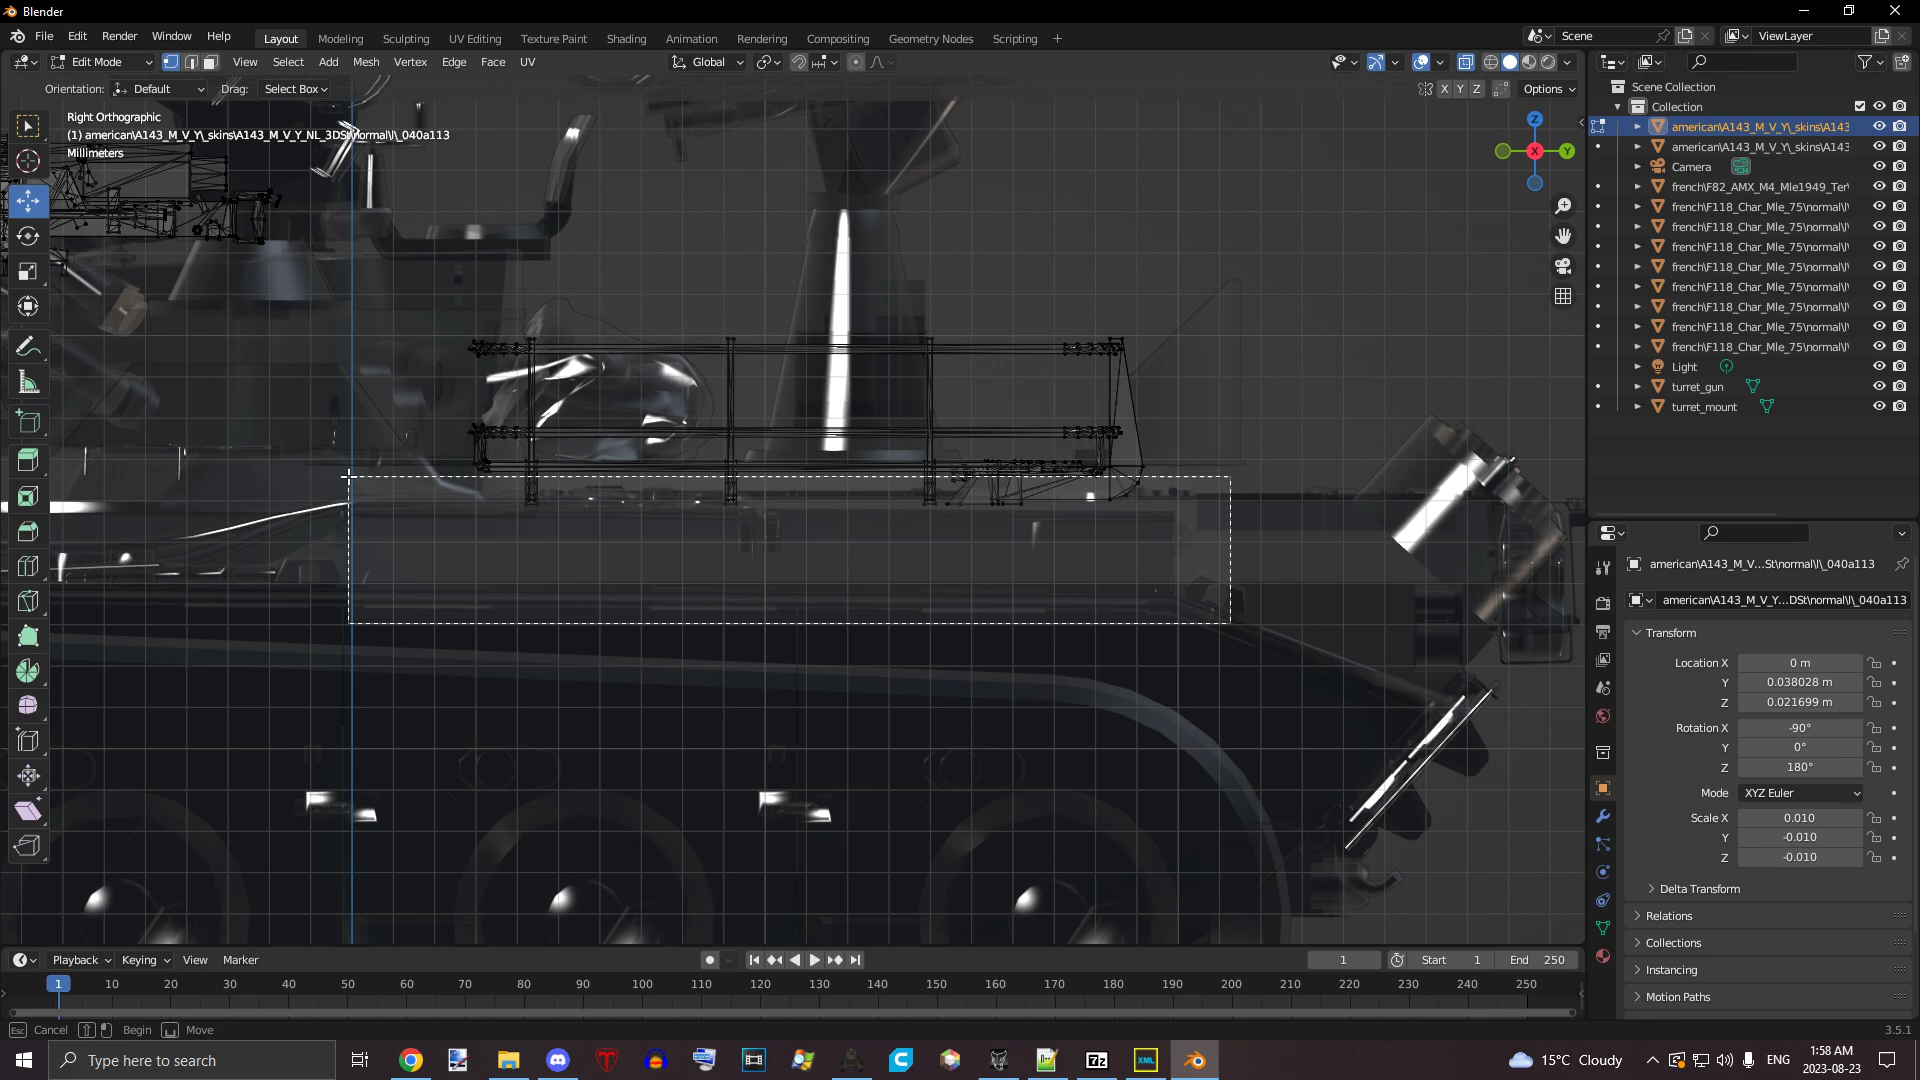 Blender
File Edit Render Window Help
Layout Modeling Sculpting UV Editing Texture Paint Shading Animation Rendering Compositing Geometry Nodes Scripting
Scene
ViewLayer
Edit Mode
View Select Add Mesh Vertex Edge Face UV
Global
Orientation: Default Drag: Select Box
X Y Z Options
Right Orthographic
(1) american\A143_M_V_Y\_skins\A143_M_V_Y_NL_3DSt\normal\l\_040a113
Millimeters
Z
X
Y
Scene Collection
Collection
american\A143_M_V_Y\_skins\A143
american\A143_M_V_Y\_skins\A143
Camera
french\F82_AMX_M4_Mle1949_Ter\
french\F118_Char_Mle_75\normal\l\
french\F118_Char_Mle_75\normal\l\
french\F118_Char_Mle_75\normal\l\
french\F118_Char_Mle_75\normal\l\
french\F118_Char_Mle_75\normal\l\
french\F118_Char_Mle_75\normal\l\
french\F118_Char_Mle_75\normal\l\
french\F118_Char_Mle_75\normal\l\
Light
turret_gun
turret_mount
american\A143_M_V...St\normal\l\_040a113
american\A143_M_V_Y...DSt\normal\l\_040a113
Transform
Location X 0 m
Y 0.038028 m
Z 0.021699 m
Rotation X -90°
Y 0°
Z 180°
Mode XYZ Euler
Scale X 0.010
Y -0.010
Z -0.010
Delta Transform
Relations
Collections
Instancing
Motion Paths
Playback Keying View Marker
1 Start 1 End 250
1 10 20 30 40 50 60 70 80 90 100 110 120 130 140 150 160 170 180 190 200 210 220 230 240 250
Esc Cancel Begin Move
3.5.1
Type here to search
7z
XML
15°C Cloudy
ENG
1:58 AM
2023-08-23